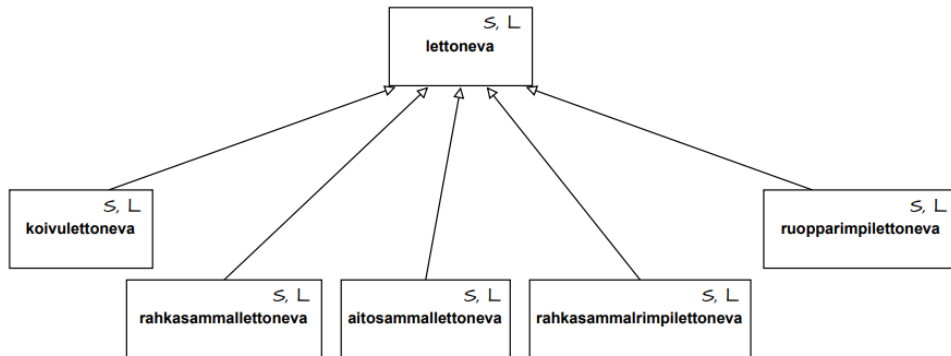 S, L
lettoneva
S, L
koivulettoneva
S, L
ruopparimpilettoneva
S, L
rahkasammallettoneva
S, L
aitosammallettoneva
S, L
rahkasammalrimpilettoneva